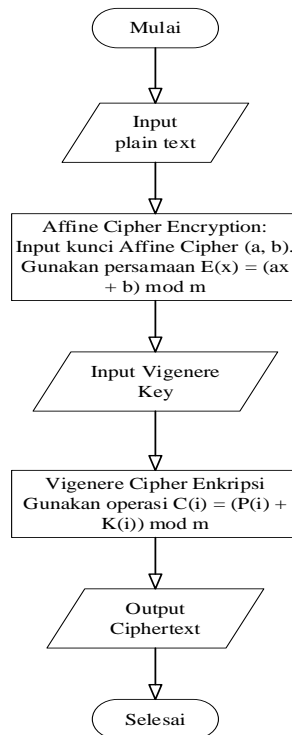 Mulai
Input
plain text
Affine Cipher Encryption:
Input kunci Affine Cipher (a, b).
Gunakan persamaan E(x) = (ax
+ b) mod m
Input Vigenere
Key
Vigenere Cipher Enkripsi
Gunakan operasi C(i) = (P(i) +
K(i)) mod m
Output
Ciphertext
Selesai